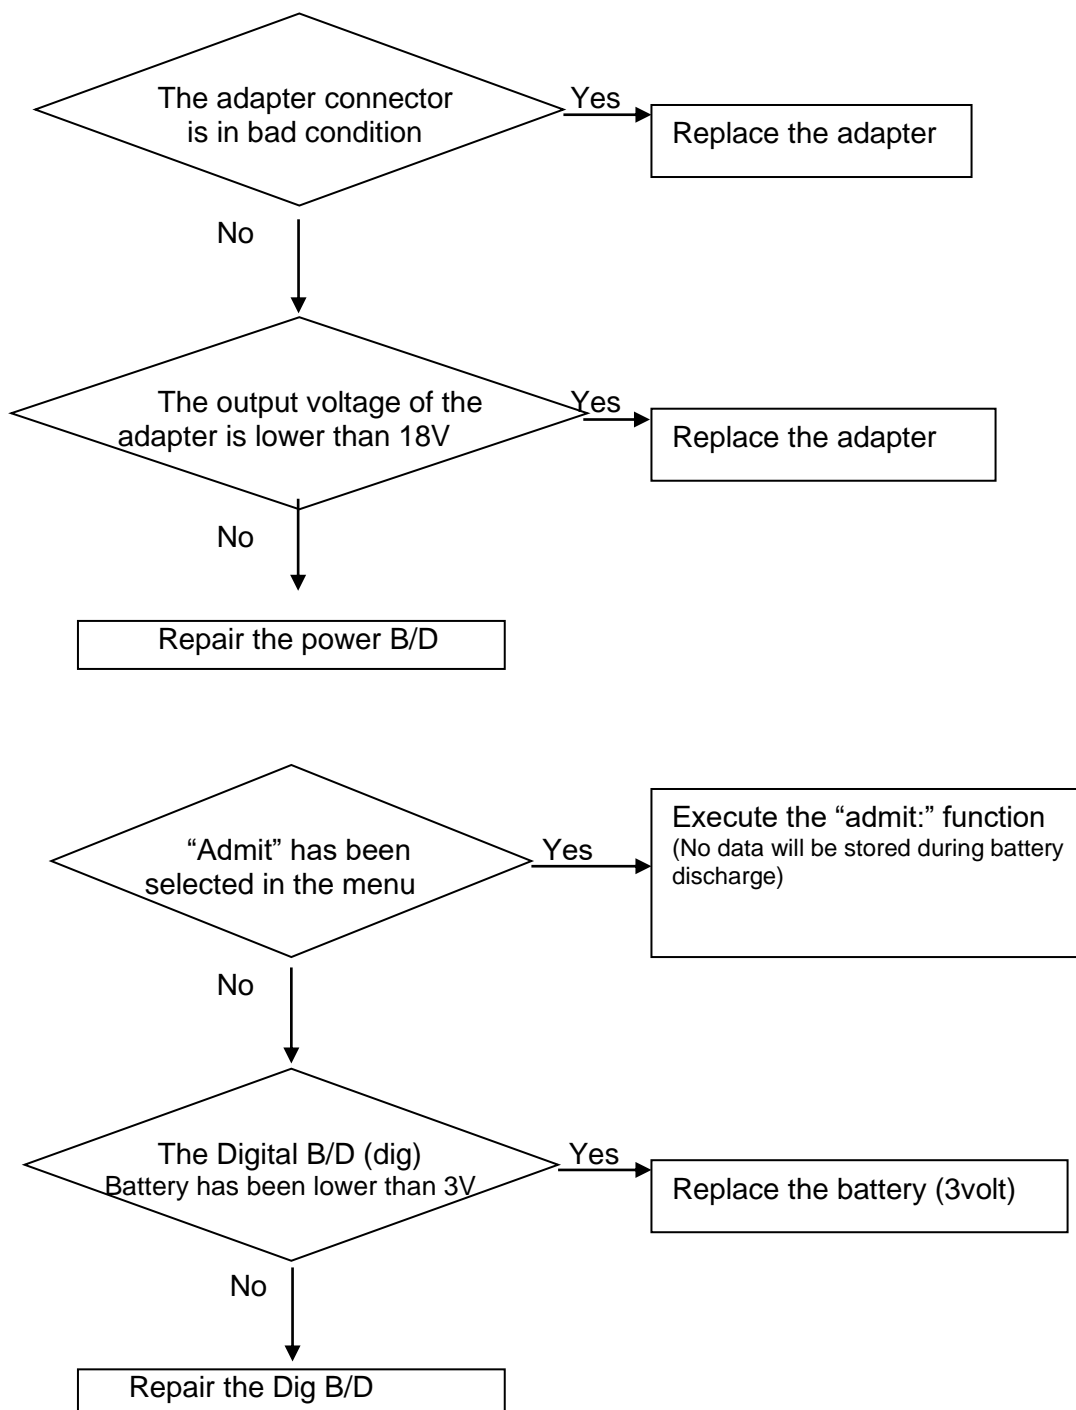 The adapter connector
is in bad condition
Yes
Replace the adapter
No
The output voltage of the
adapter is lower than 18V
Yes
Replace the adapter
No
Repair the power B/D
“Admit” has been
selected in the menu
Yes
Execute the “admit:” function
(No data will be stored during battery
discharge)
No
The Digital B/D (dig)
Battery has been lower than 3V
Yes
Replace the battery (3volt)
No
Repair the Dig B/D